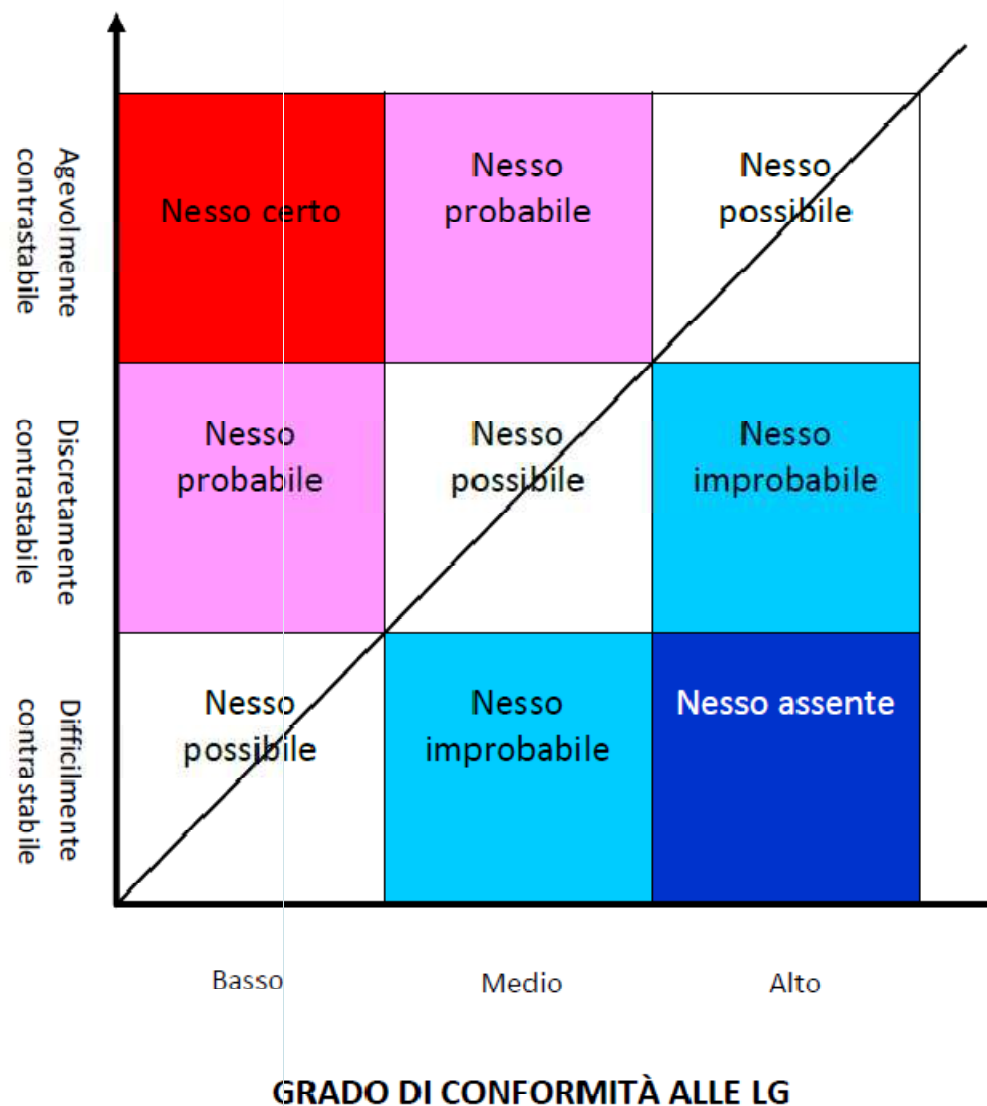 Agevolmente
contrastabile
Nesso certo
Nesso
probabile
Nesso
possibile
Discretamente
contrastabile
Nesso
probabile
Nesso
possibile
Nesso
improbabile
Difficilmente
contrastabile
Nesso
possibile
Nesso
improbabile
Nesso assente
Basso
Medio
Alto
GRADO DI CONFORMITÀ ALLE LG